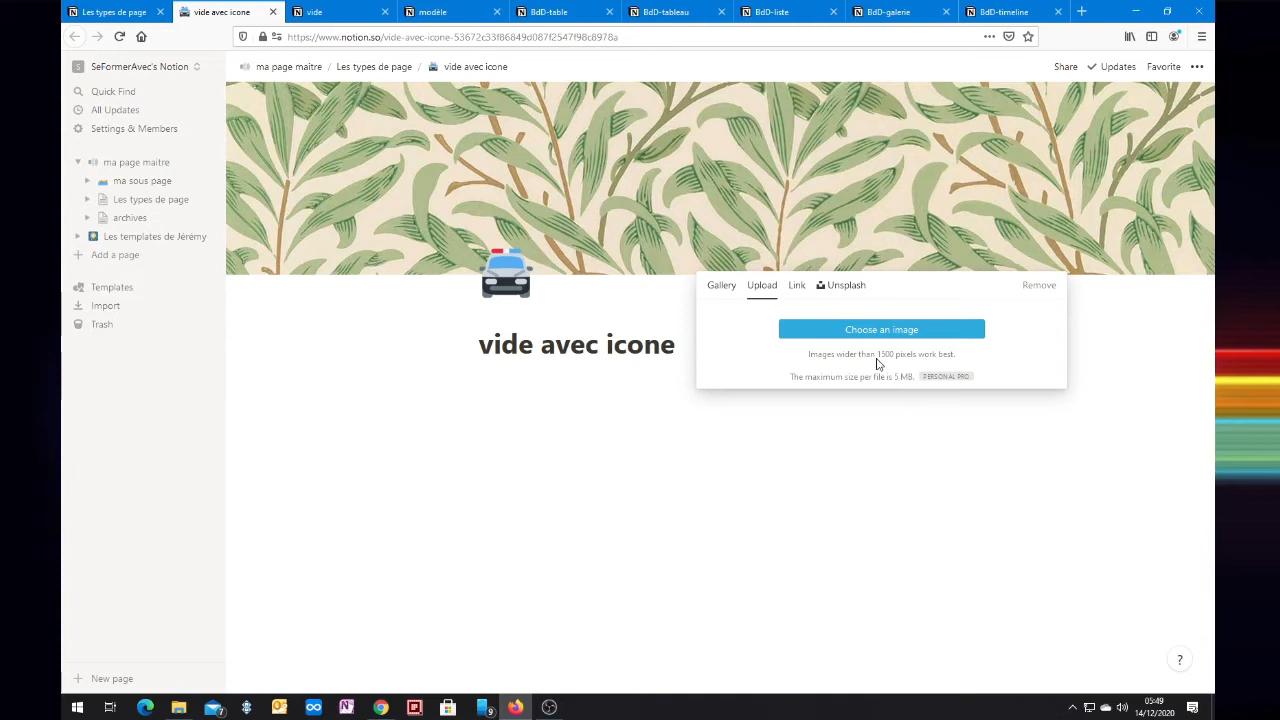 Les types de page
vide avec icone
vide
modèle
BdD-table
BdD-tableau
BdD-liste
BdD-galerie
BdD-timeline
https://www.notion.so/vide-avec-icone-53672c33f86849d087f2547f98c8978a
S SeFormerAvec's Notion
ma page maitre / Les types de page / vide avec icone
Share Updates Favorite
Quick Find
All Updates
Settings & Members
ma page maitre
ma sous page
Les types de page
archives
Les templates de Jérémy
Add a page
Templates
Import
Trash
vide avec icone
Gallery Upload Link Unsplash Remove
Choose an image
Images wider than 1500 pixels work best.
The maximum size per file is 5 MB. PERSONAL PRO
?
New page
7
9
05:49
14/12/2020